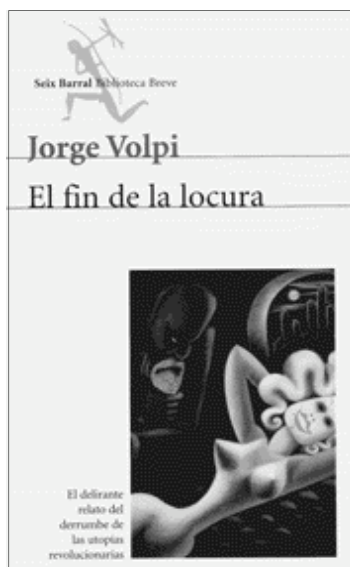 Seix Barral Biblioteca Breve
Jorge Volpi
El fin de la locura
El delirante
relato del
derrumbe de
las utopías
revolucionarias